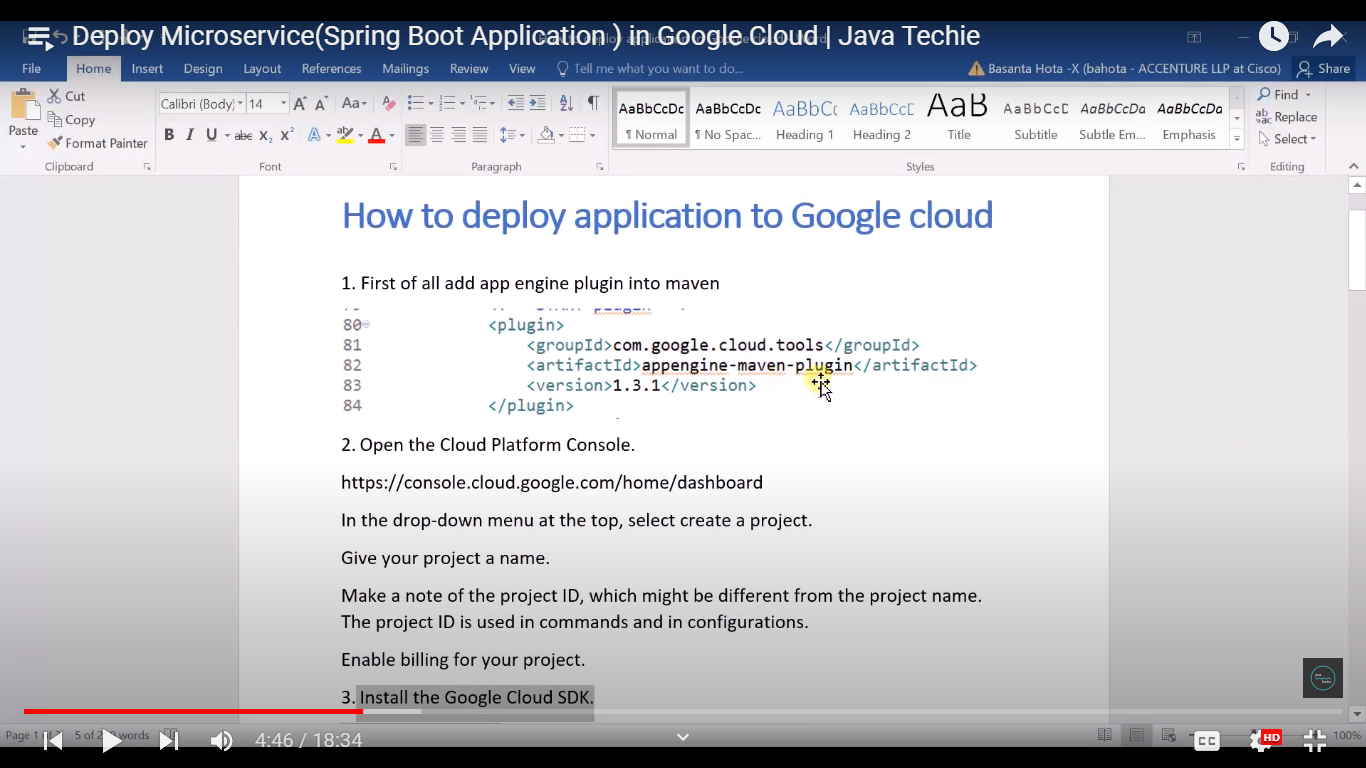 Deploy Microservice(Spring Boot Application ) in Google Cloud | Java Techie
File Home Insert Design Layout References Mailings Review View Tell me what you want to do... Basanta Hota -X (bahota - ACCENTURE LLP at Cisco) Share
Paste
Cut
Copy
Format Painter
Clipboard
Calibri (Body) 14
Font
Paragraph
AaBbCcDc AaBbCcDc AaBbCc AaBbCcC AaB AaBbCcD AaBbCcDa AaBbCcDa
¶ Normal ¶ No Spac... Heading 1 Heading 2 Title Subtitle Subtle Em... Emphasis
Styles
Find
Replace
Select
Editing
How to deploy application to Google cloud
1. First of all add app engine plugin into maven
80 <plugin>
81 <groupId>com.google.cloud.tools</groupId>
82 <artifactId>appengine-maven-plugin</artifactId>
83 <version>1.3.1</version>
84 </plugin>
2. Open the Cloud Platform Console.
https://console.cloud.google.com/home/dashboard
In the drop-down menu at the top, select create a project.
Give your project a name.
Make a note of the project ID, which might be different from the project name.
The project ID is used in commands and in configurations.
Enable billing for your project.
3. Install the Google Cloud SDK.
Page 1 5 of words 100%
4:46 / 18:34 CC HD